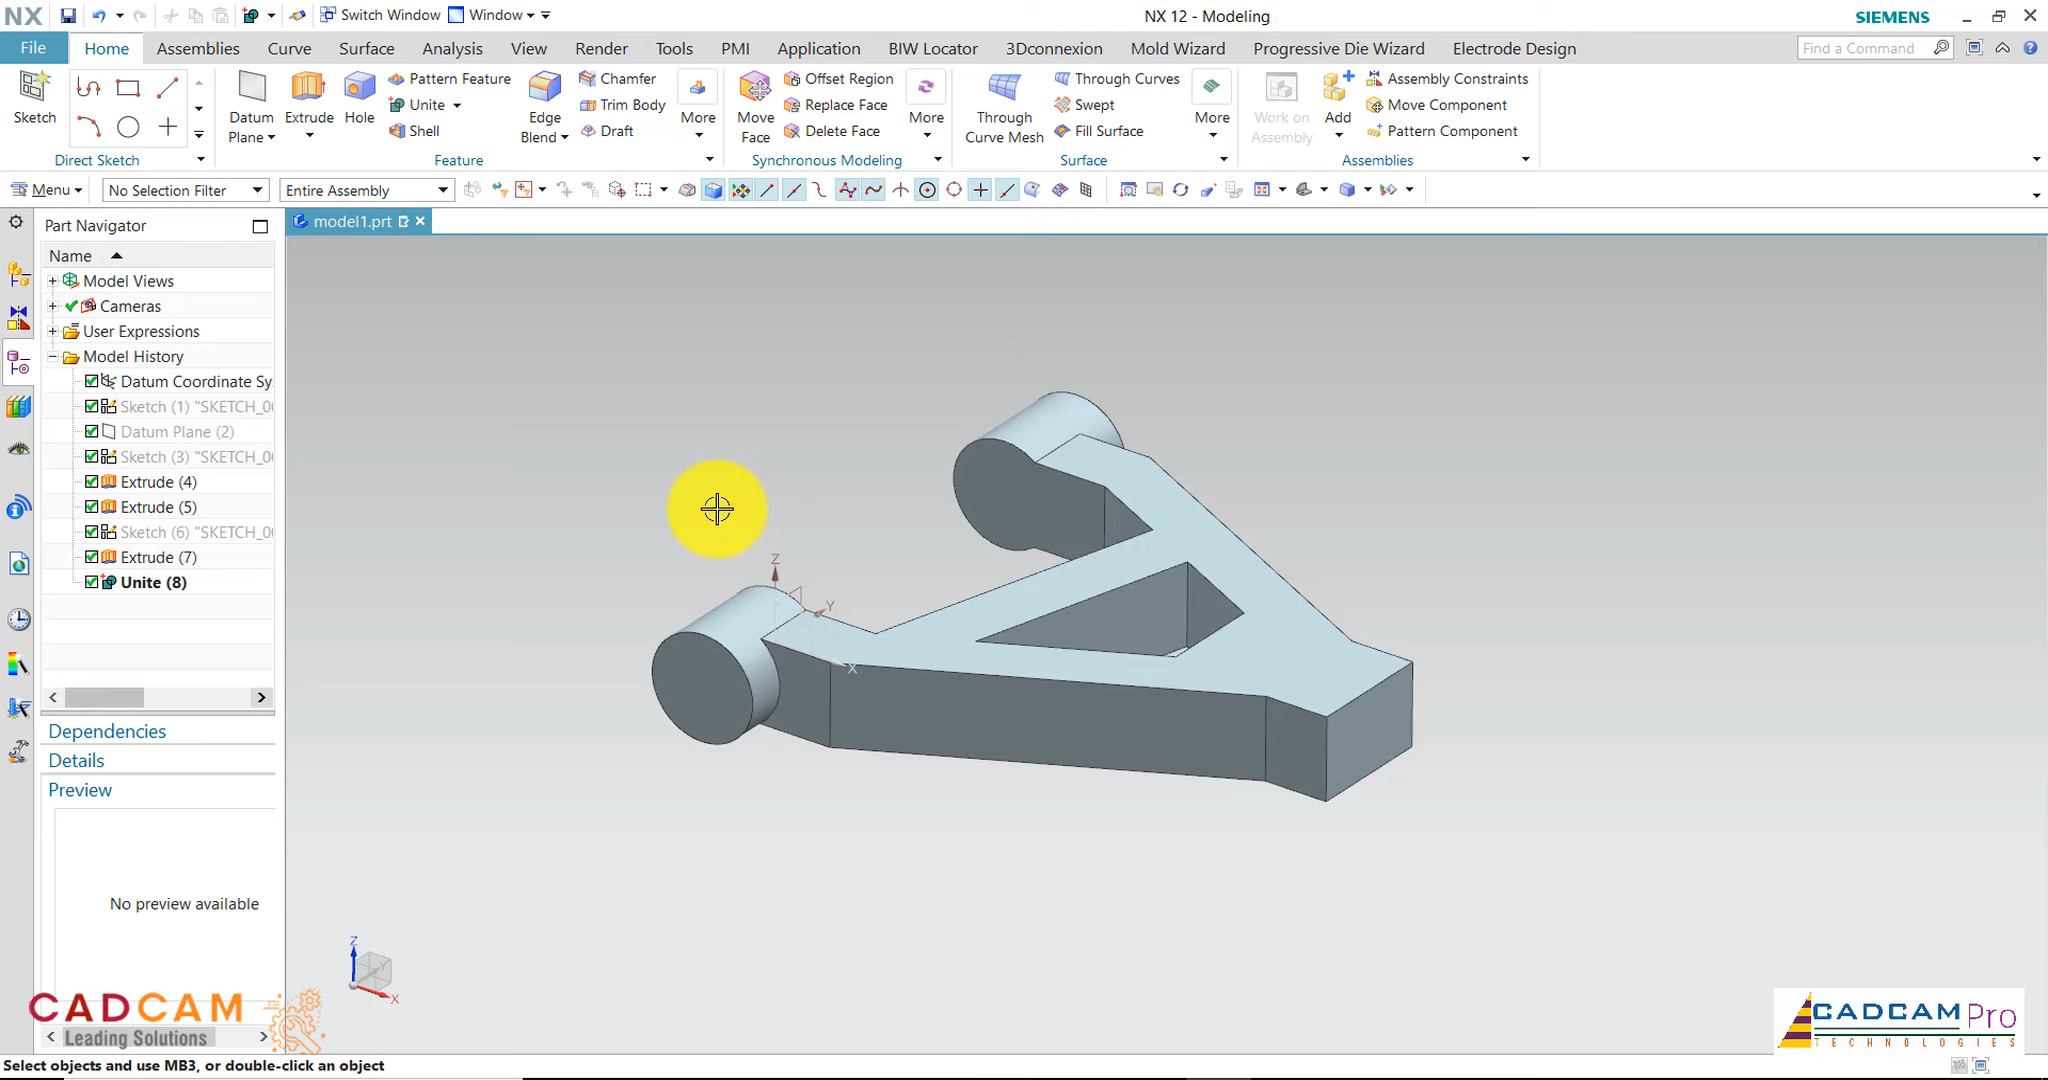 NX Switch Window Window NX 12 - Modeling SIEMENS
File Home Assemblies Curve Surface Analysis View Render Tools PMI Application BIW Locator 3Dconnexion Mold Wizard Progressive Die Wizard Electrode Design Find a Command
Sketch
Direct Sketch
Datum Plane
Extrude
Hole
Pattern Feature
Unite
Shell
Edge Blend
Chamfer
Trim Body
Draft
More
Feature
Move Face
Offset Region
Replace Face
Delete Face
More
Synchronous Modeling
Through Curve Mesh
Through Curves
Swept
Fill Surface
More
Surface
Work on Assembly
Add
Assembly Constraints
Move Component
Pattern Component
Assemblies
Menu No Selection Filter Entire Assembly
Part Navigator
model1.prt
Name
Model Views
Cameras
User Expressions
Model History
Datum Coordinate Sy
Sketch (1) "SKETCH_0
Datum Plane (2)
Sketch (3) "SKETCH_0
Extrude (4)
Extrude (5)
Sketch (6) "SKETCH_0
Extrude (7)
Unite (8)
Z
Y
X
Dependencies
Details
Preview
No preview available
Z
X
CADCAM
Leading Solutions
CADCAM Pro
TECHNOLOGIES
Select objects and use MB3, or double-click an object